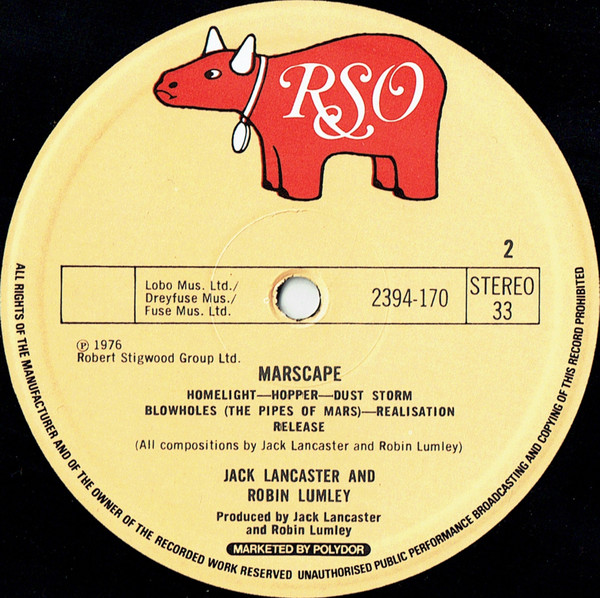 RSO
2
Lobo Mus. Ltd./
Dreyfuse Mus./
Fuse Mus. Ltd.
2394-170
STEREO
33
℗ 1976
Robert Stigwood Group Ltd.
MARSCAPE
HOMELIGHT—HOPPER—DUST STORM
BLOWHOLES (THE PIPES OF MARS)—REALISATION
RELEASE
(All compositions by Jack Lancaster and Robin Lumley)
JACK LANCASTER AND
ROBIN LUMLEY
Produced by Jack Lancaster
and Robin Lumley
MARKETED BY POLYDOR
ALL RIGHTS OF THE MANUFACTURER AND OF THE OWNER OF THE RECORDED WORK RESERVED UNAUTHORISED PUBLIC PERFORMANCE BROADCASTING AND COPYING OF THIS RECORD PROHIBITED